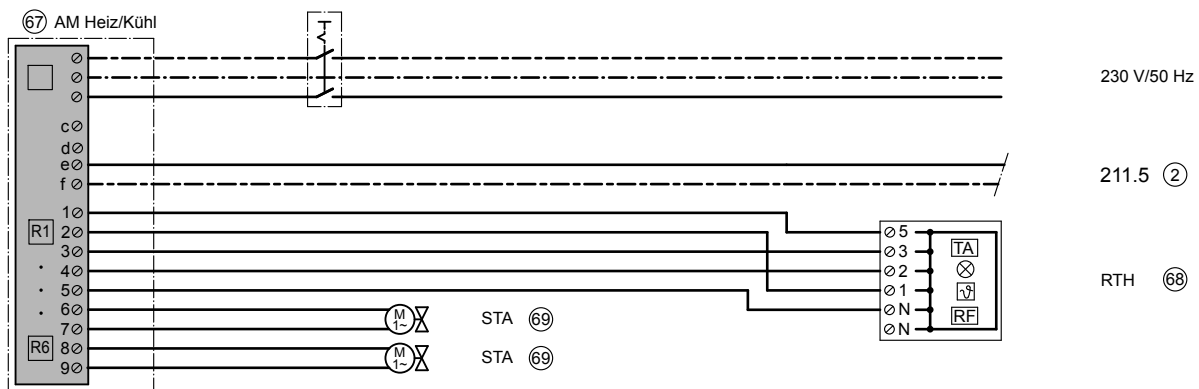 67 AM Heiz/Kühl
230 V/50 Hz
c
d
e
f
211.5 2
1
R1 2
3
4
5
6
7
R6 8
9
5
3 TA
2
1 ϑ
N RF
N
RTH 68
M
1~
STA 69
M
1~
STA 69